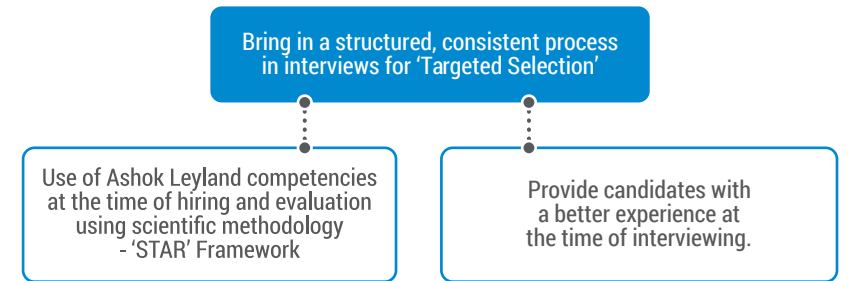 Bring in a structured, consistent process
in interviews for ‘Targeted Selection’
Use of Ashok Leyland competencies
at the time of hiring and evaluation
using scientific methodology
- ‘STAR’ Framework
Provide candidates with
a better experience at
the time of interviewing.